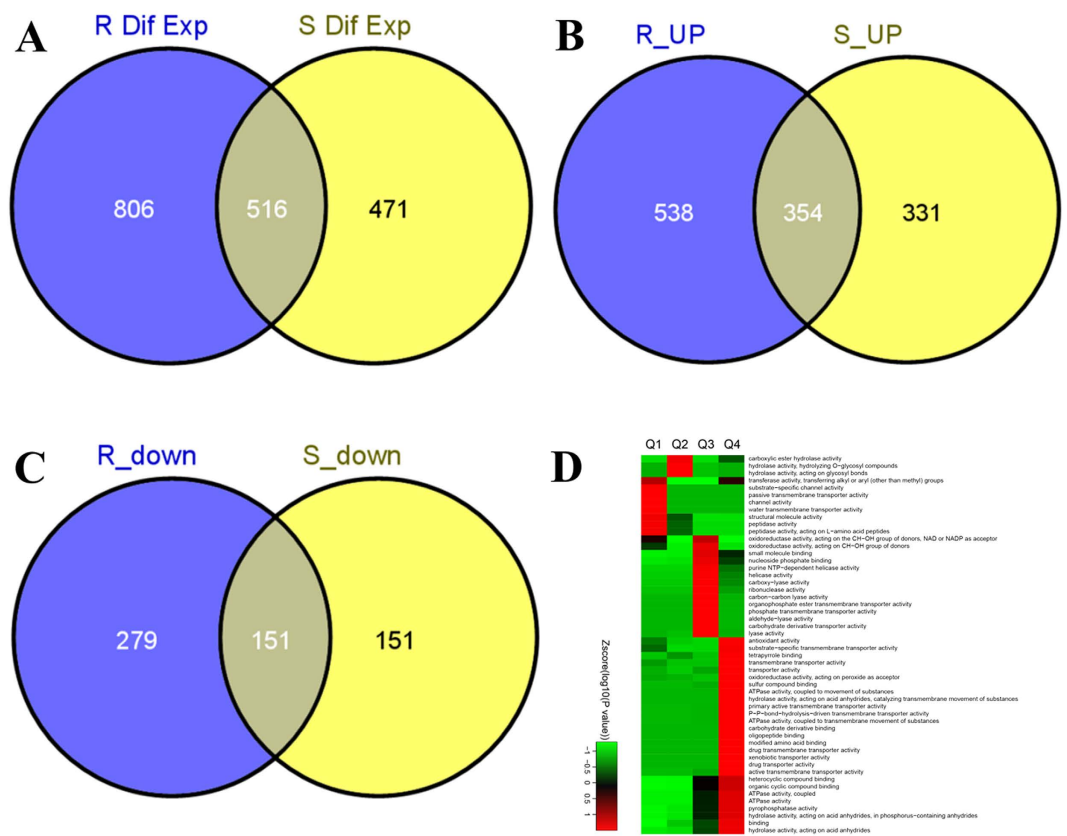 A
R Dif Exp
S Dif Exp
806
516
471
B
R_UP
S_UP
538
354
331
C
R_down
S_down
279
151
151
D
Q1 Q2 Q3 Q4
carboxylic ester hydrolase activity
hydrolase activity, hydrolyzing O−glycosyl compounds
hydrolase activity, acting on glycosyl bonds
transferase activity, transferring alkyl or aryl (other than methyl) groups
substrate−specific channel activity
passive transmembrane transporter activity
channel activity
water transmembrane transporter activity
structural molecule activity
peptidase activity
peptidase activity, acting on L−amino acid peptides
oxidoreductase activity, acting on the CH−OH group of donors, NAD or NADP as acceptor
oxidoreductase activity, acting on CH−OH group of donors
small molecule binding
nucleoside phosphate binding
purine NTP−dependent helicase activity
helicase activity
carboxy−lyase activity
ribonuclease activity
carbon−carbon lyase activity
organophosphate ester transmembrane transporter activity
phosphate transmembrane transporter activity
aldehyde−lyase activity
carbohydrate derivative transporter activity
lyase activity
antioxidant activity
substrate−specific transmembrane transporter activity
tetrapyrrole binding
transmembrane transporter activity
transporter activity
oxidoreductase activity, acting on peroxide as acceptor
sulfur compound binding
ATPase activity, coupled to movement of substances
hydrolase activity, acting on acid anhydrides, catalyzing transmembrane movement of substances
primary active transmembrane transporter activity
P−P−bond−hydrolysis−driven transmembrane transporter activity
ATPase activity, coupled to transmembrane movement of substances
carbohydrate derivative binding
oligopeptide binding
modified amino acid binding
drug transmembrane transporter activity
xenobiotic transporter activity
drug transporter activity
active transmembrane transporter activity
heterocyclic compound binding
organic cyclic compound binding
ATPase activity, coupled
ATPase activity
pyrophosphatase activity
hydrolase activity, acting on acid anhydrides, in phosphorus−containing anhydrides
binding
hydrolase activity, acting on acid anhydrides
Zscore(log10(P value))
−1 −0.5 0 0.5 1